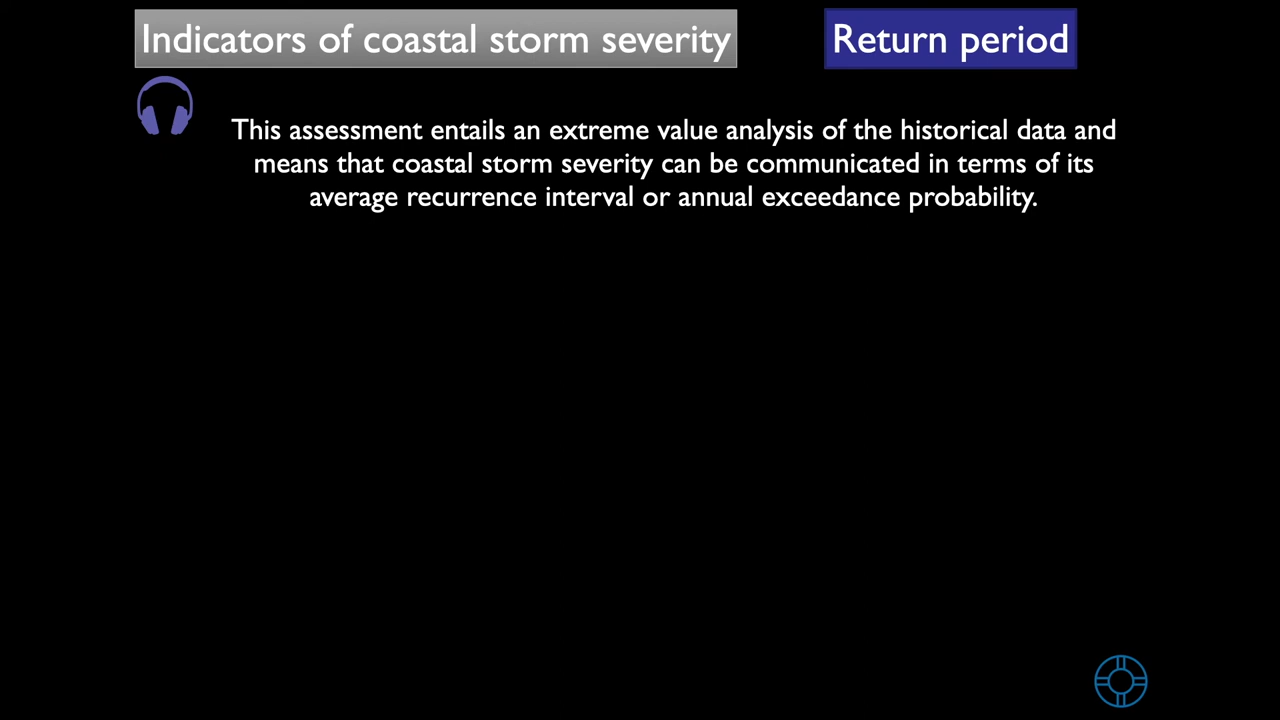 Indicators of coastal storm severity
Return period
This assessment entails an extreme value analysis of the historical data and
means that coastal storm severity can be communicated in terms of its
average recurrence interval or annual exceedance probability.